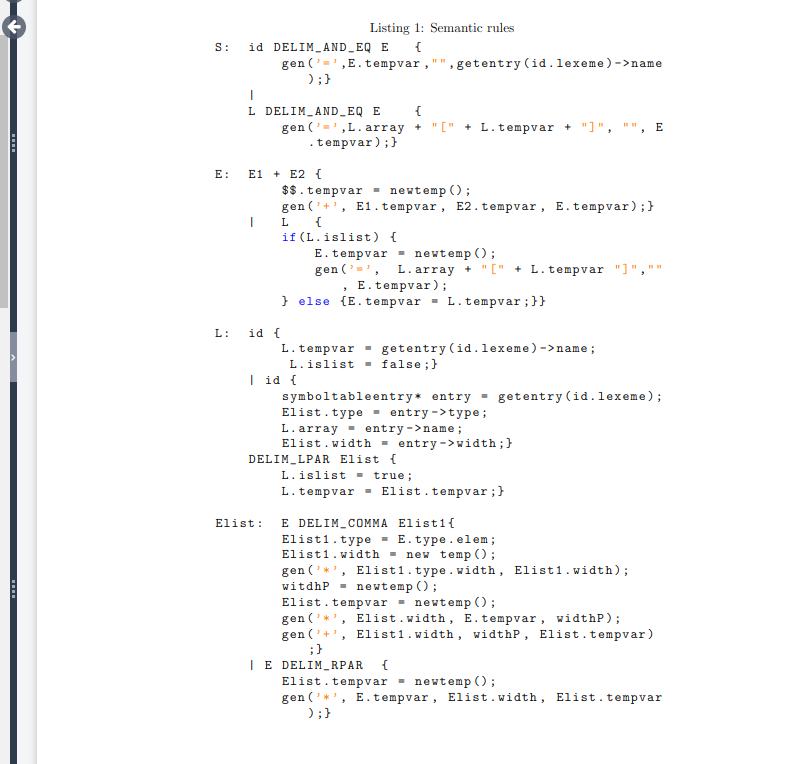 Listing 1: Semantic rules
S: id DELIM_AND_EQ E {
gen('=',E.tempvar,"",getentry(id.lexeme)->name
);}
|
L DELIM_AND_EQ E {
gen('=',L.array + "[" + L.tempvar + "]", "", E
.tempvar);}
E: E1 + E2 {
$$.tempvar = newtemp();
gen('+', E1.tempvar, E2.tempvar, E.tempvar);}
| L {
if(L.islist) {
E.tempvar = newtemp();
gen('=', L.array + "[" + L.tempvar "]",""
, E.tempvar);
} else {E.tempvar = L.tempvar;}}
L: id {
L.tempvar = getentry(id.lexeme)->name;
L.islist = false;}
| id {
symboltableentry* entry = getentry(id.lexeme);
Elist.type = entry->type;
L.array = entry->name;
Elist.width = entry->width;}
DELIM_LPAR Elist {
L.islist = true;
L.tempvar = Elist.tempvar;}
Elist: E DELIM_COMMA Elist1{
Elist1.type = E.type.elem;
Elist1.width = new temp();
gen('*', Elist1.type.width, Elist1.width);
witdhP = newtemp();
Elist.tempvar = newtemp();
gen('*', Elist.width, E.tempvar, widthP);
gen('+', Elist1.width, widthP, Elist.tempvar)
;}
| E DELIM_RPAR {
Elist.tempvar = newtemp();
gen('*', E.tempvar, Elist.width, Elist.tempvar
);}